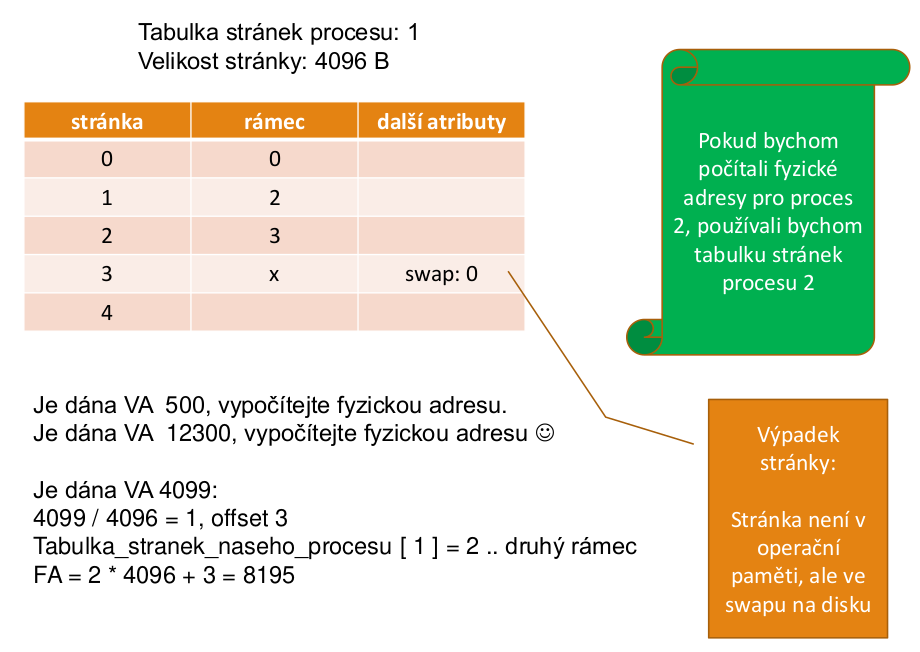 Tabulka stránek procesu: 1
Velikost stránky: 4096 B
stránka rámec další atributy
0 0
1 2
2 3
3 x swap: 0
4
Pokud bychom
počítali fyzické
adresy pro proces
2, používali bychom
tabulku stránek
procesu 2
Je dána VA 500, vypočítejte fyzickou adresu.
Je dána VA 12300, vypočítejte fyzickou adresu ☺
Je dána VA 4099:
4099 / 4096 = 1, offset 3
Tabulka_stranek_naseho_procesu [ 1 ] = 2 .. druhý rámec
FA = 2 * 4096 + 3 = 8195
Výpadek
stránky:
Stránka není v
operační
paměti, ale ve
swapu na disku